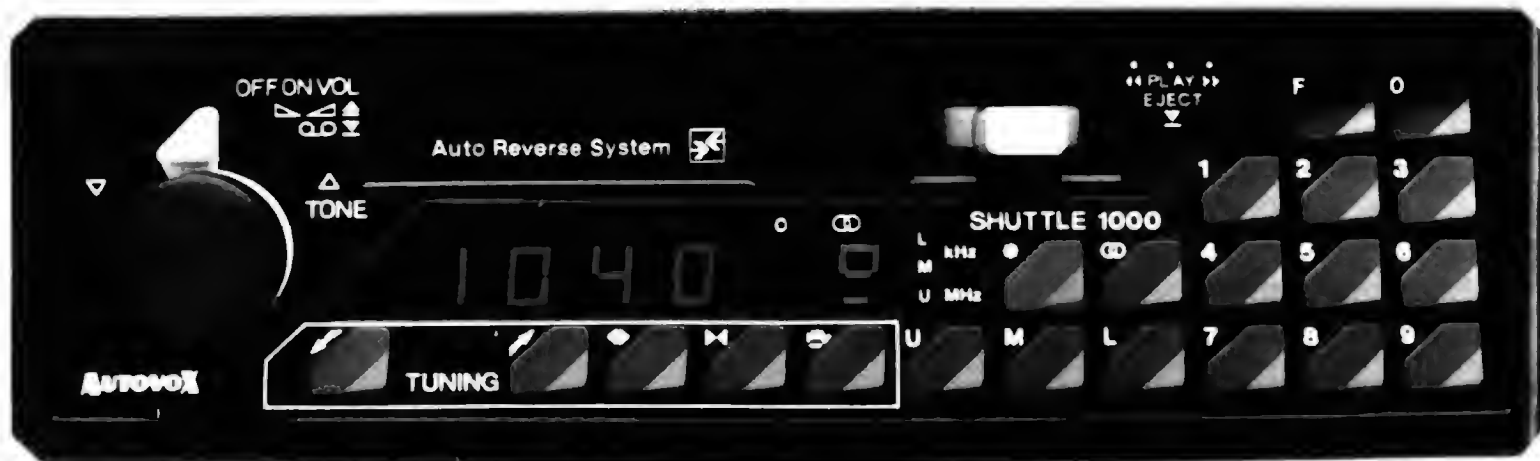 OFF ON VOL
PLAY
EJECT
F O
Auto Reverse System
1 2 3
TONE
SHUTTLE 1000
1040 9
L kHz
M
U MHz
4 5 6
TUNING
U M L 7 8 9
AUTOVOX